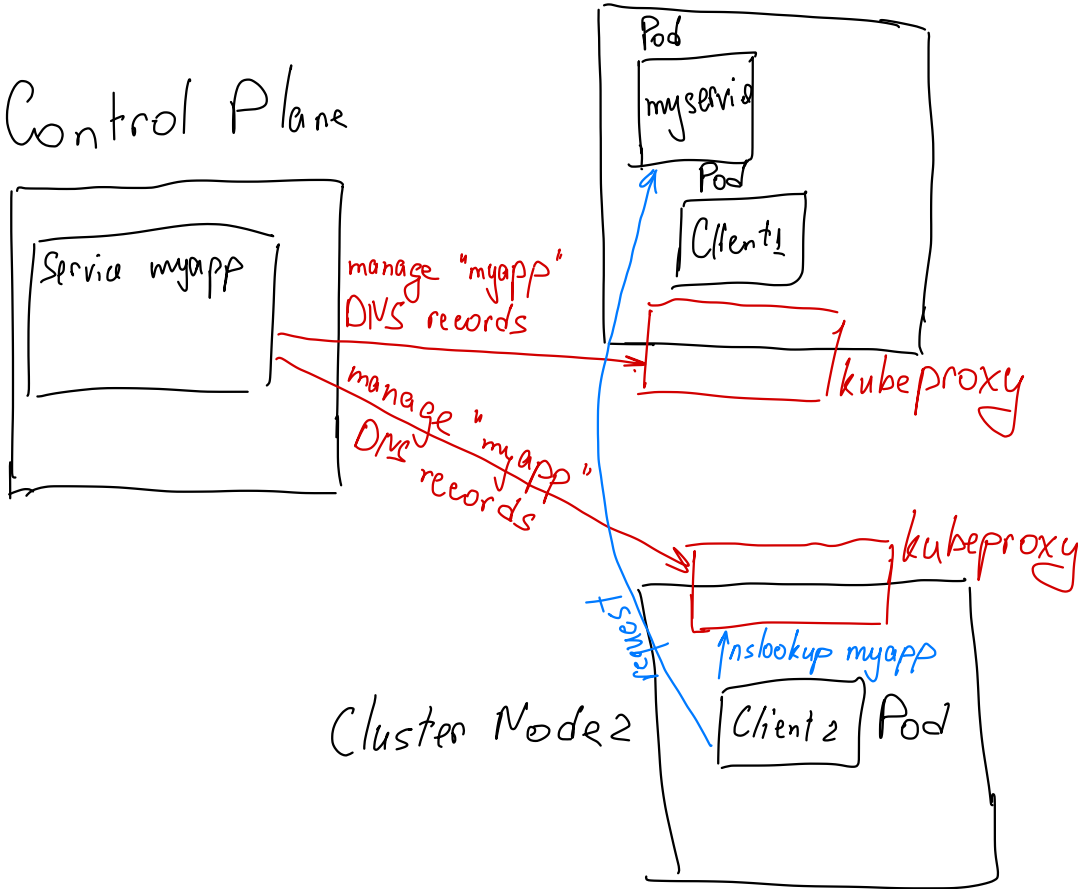 Control Plane
Service myapp
manage "myapp"
DNS records
manage "myapp"
DNS
records
Pod
myservic
Pod
Client1
kubeproxy
kubeproxy
nslookup myapp
request
Client2
Pod
Cluster Node2